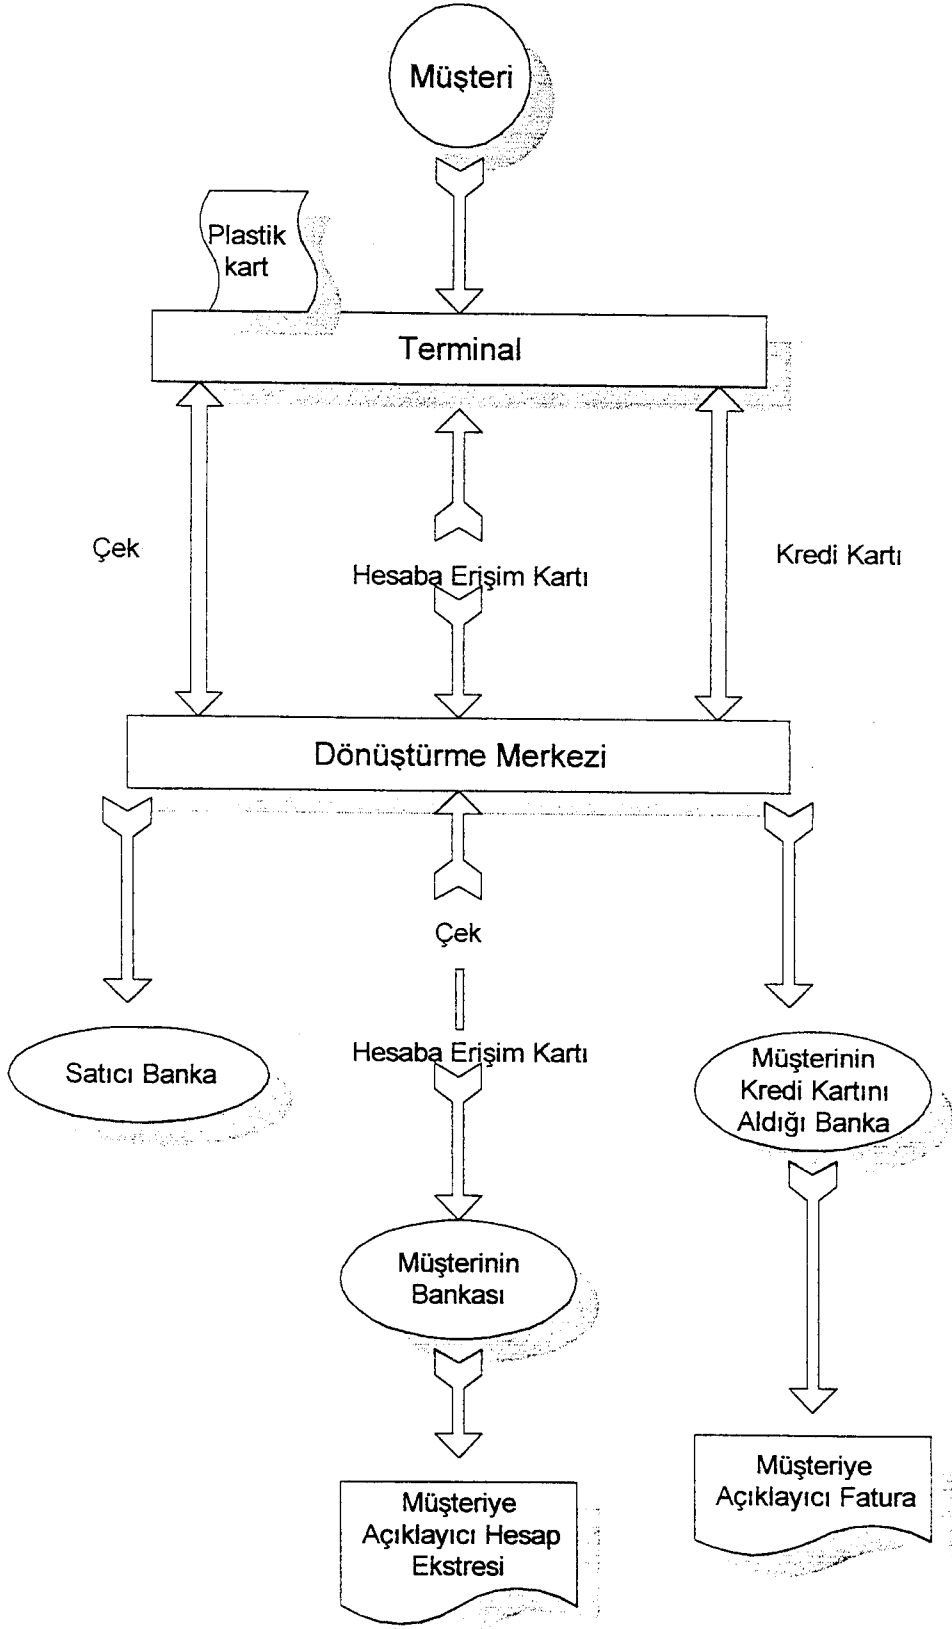 Müşteri
Plastik
kart
Terminal
Çek
Hesaba Erişim Kartı
Kredi Kartı
Dönüştürme Merkezi
Çek
Hesaba Erişim Kartı
Satıcı Banka
Müşterinin
Kredi Kartını
Aldığı Banka
Müşterinin
Bankası
Müşteriye
Açıklayıcı Fatura
Müşteriye
Açıklayıcı Hesap
Ekstresi